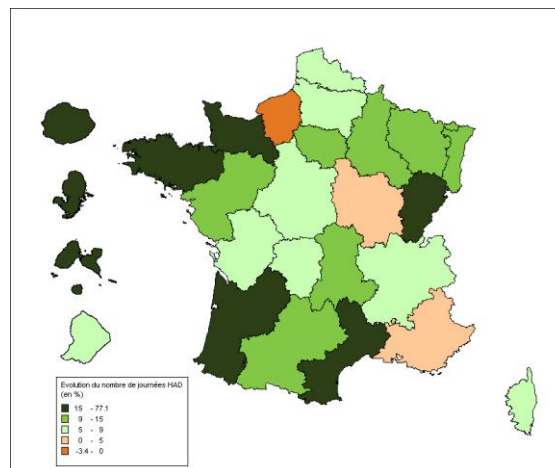 Evolution du nombre de journées HAD
(en %)
15 - 77.1
9 - 15
5 - 9
0 - 5
-3.4 - 0